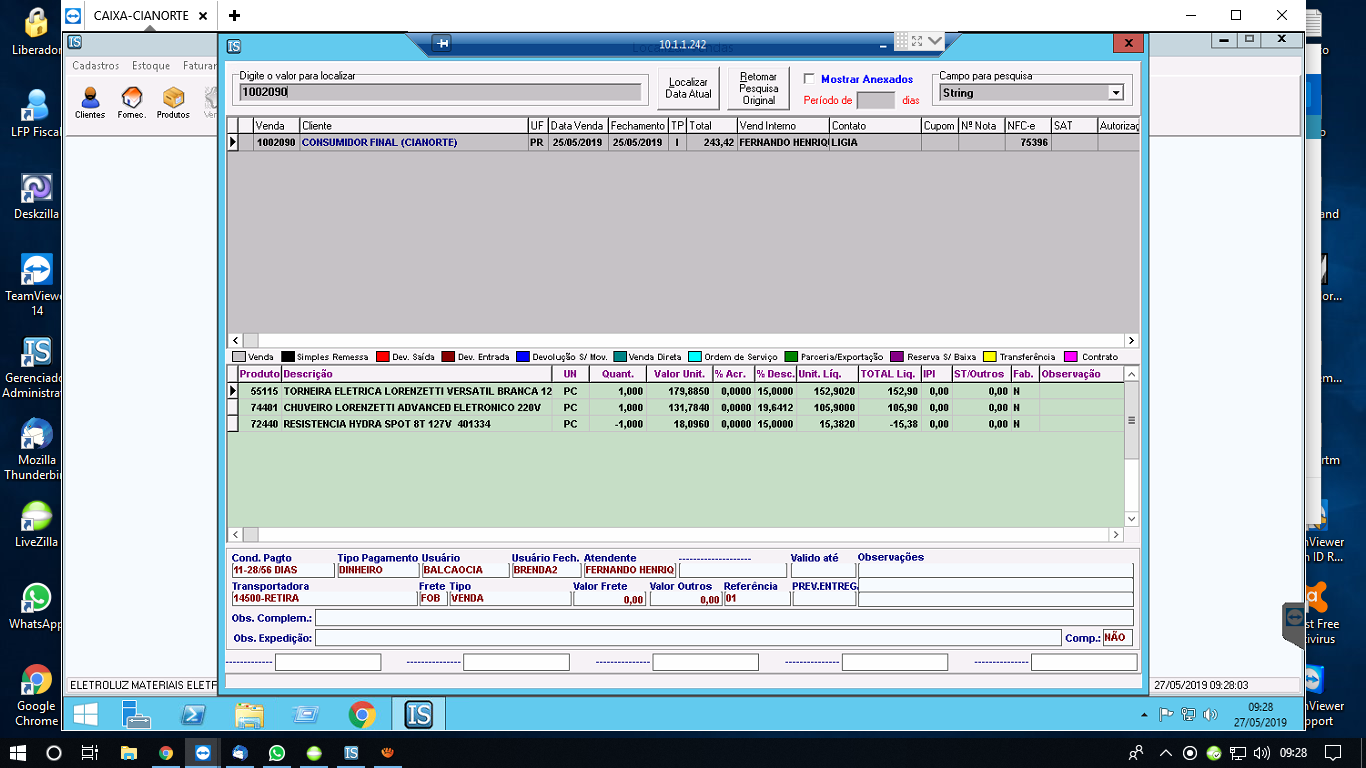 CAIXA-CIANORTE
10.1.1.242
Liberador
LFP Fiscal
Deskzilla
TeamViewer
14
Gerenciado
Administra
Mozilla
Thunderbir
LiveZilla
WhatsApp
Google
Chrome
Cadastros Estoque Faturar
Clientes Fornec. Produtos
Digite o valor para localizar
1002090
Localizar
Data Atual
Retornar
Pesquisa
Original
Mostrar Anexados
Período de dias
Campo para pesquisa
String
Venda Cliente UF Data Venda Fechamento TP Total Vend Interno Contato Cupom Nº Nota NFC-e SAT Autorizaç
1002090 CONSUMIDOR FINAL (CIANORTE) PR 25/05/2019 25/05/2019 I 243,42 FERNANDO HENRIQ LIGIA 75396
Venda Simples Remessa Dev. Saída Dev. Entrada Devolução S/ Mov. Venda Direta Ordem de Serviço Parceria/Exportação Reserva S/ Baixa Transferência Contrato
Produto Descrição UN Quant. Valor Unit. % Acr. % Desc. Unit. Líq. TOTAL Liq. IPI ST/Outros Fab. Observação
55115 TORNEIRA ELETRICA LORENZETTI VERSATIL BRANCA 12 PC 1,000 179,8850 0,0000 15,0000 152,9020 152,90 0,00 0,00 N
74401 CHUVEIRO LORENZETTI ADVANCED ELETRONICO 220V PC 1,000 131,7840 0,0000 19,6412 105,9000 105,90 0,00 0,00 N
72440 RESISTENCIA HYDRA SPOT 8T 127V 401334 PC -1,000 18,0960 0,0000 15,0000 15,3820 -15,38 0,00 0,00 N
Cond. Pagto Tipo Pagamento Usuário Usuário Fech. Atendente -------------------- Valido até Observações
11-28/56 DIAS DINHEIRO BALCAOCIA BRENDA2 FERNANDO HENRIQ
Transportadora Frete Tipo Valor Frete Valor Outros Referência PREV.ENTREG.
14500-RETIRA FOB VENDA 0,00 0,00 01
Obs. Complem.:
Obs. Expedição: Comp.: NÃO
ELETROLUZ MATERIAIS ELETF
27/05/2019 09:28:03
IS
09:28
27/05/2019
09:28